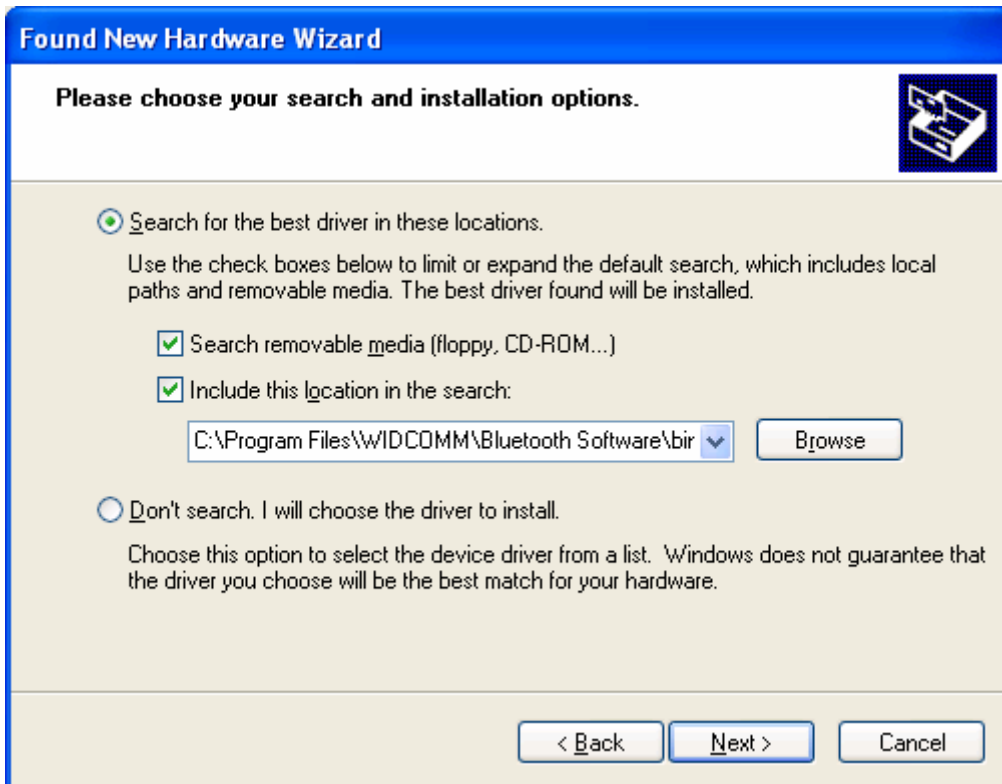 Found New Hardware Wizard
Please choose your search and installation options.
Search for the best driver in these locations.
Use the check boxes below to limit or expand the default search, which includes local
paths and removable media. The best driver found will be installed.
Search removable media (floppy, CD-ROM...)
Include this location in the search:
C:\Program Files\WIDCOMM\Bluetooth Software\bir
Browse
Don't search. I will choose the driver to install.
Choose this option to select the device driver from a list.  Windows does not guarantee that
the driver you choose will be the best match for your hardware.
< Back
Next >
Cancel